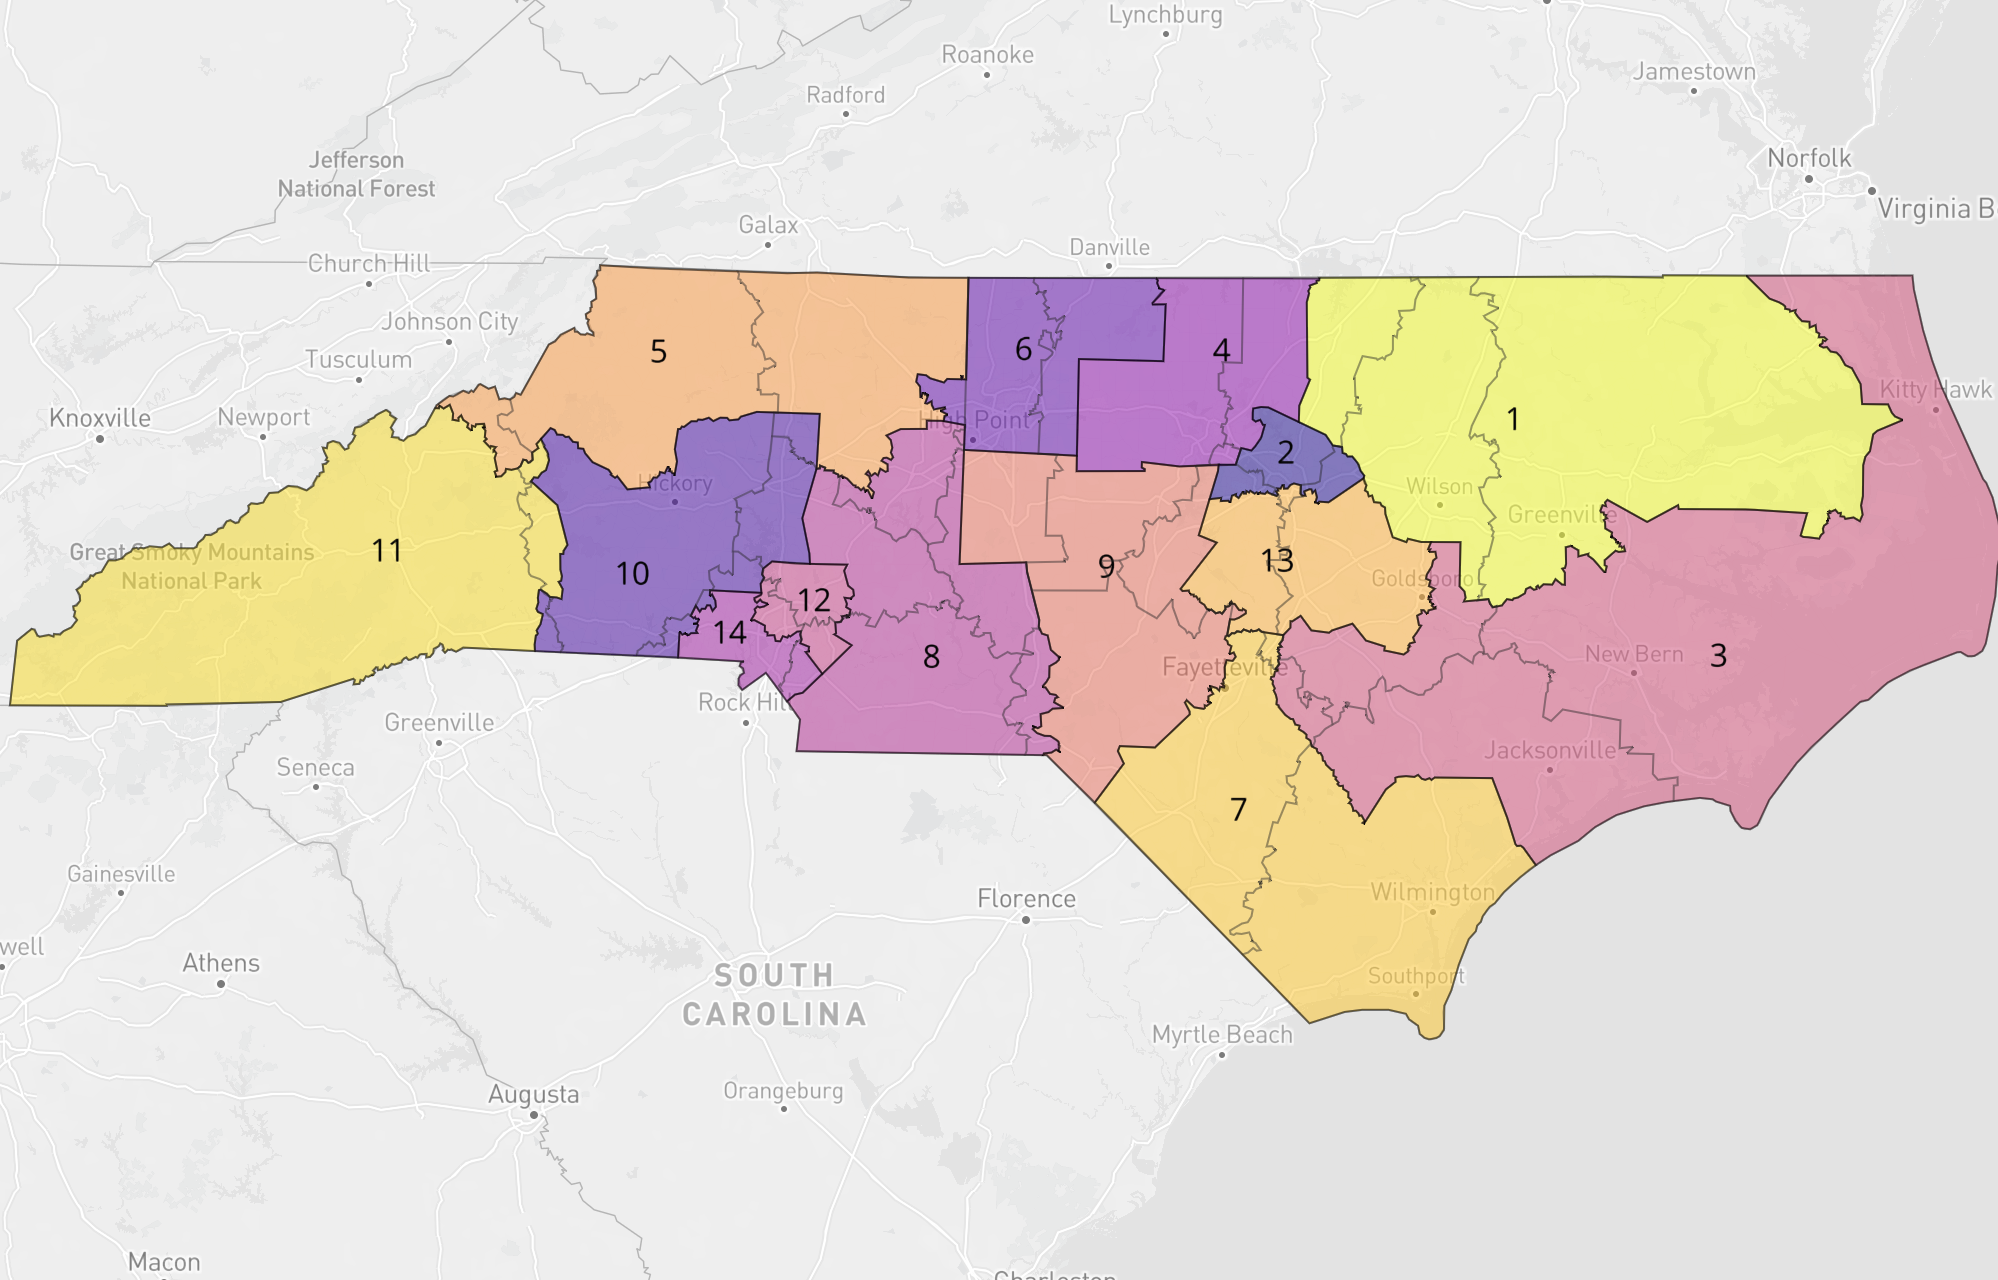 Lynchburg
Roanoke
Jamestown
Radford
Norfolk
Jefferson
National Forest
Virginia B
Galax
Danville
Church Hill
Johnson City
5
6
4
Tusculum
Kitty Hawk
Knoxville
Newport
High Point
1
2
Hickory
Wilson
Greenville
11
Great Smoky Mountains
National Park
10
9
13
Goldsboro
12
14
8
Fayetteville
New Bern
3
Rock Hill
Greenville
Jacksonville
Seneca
7
Gainesville
Florence
Wilmington
well
Athens
SOUTH
CAROLINA
Southport
Myrtle Beach
Augusta
Orangeburg
Macon
Charleston